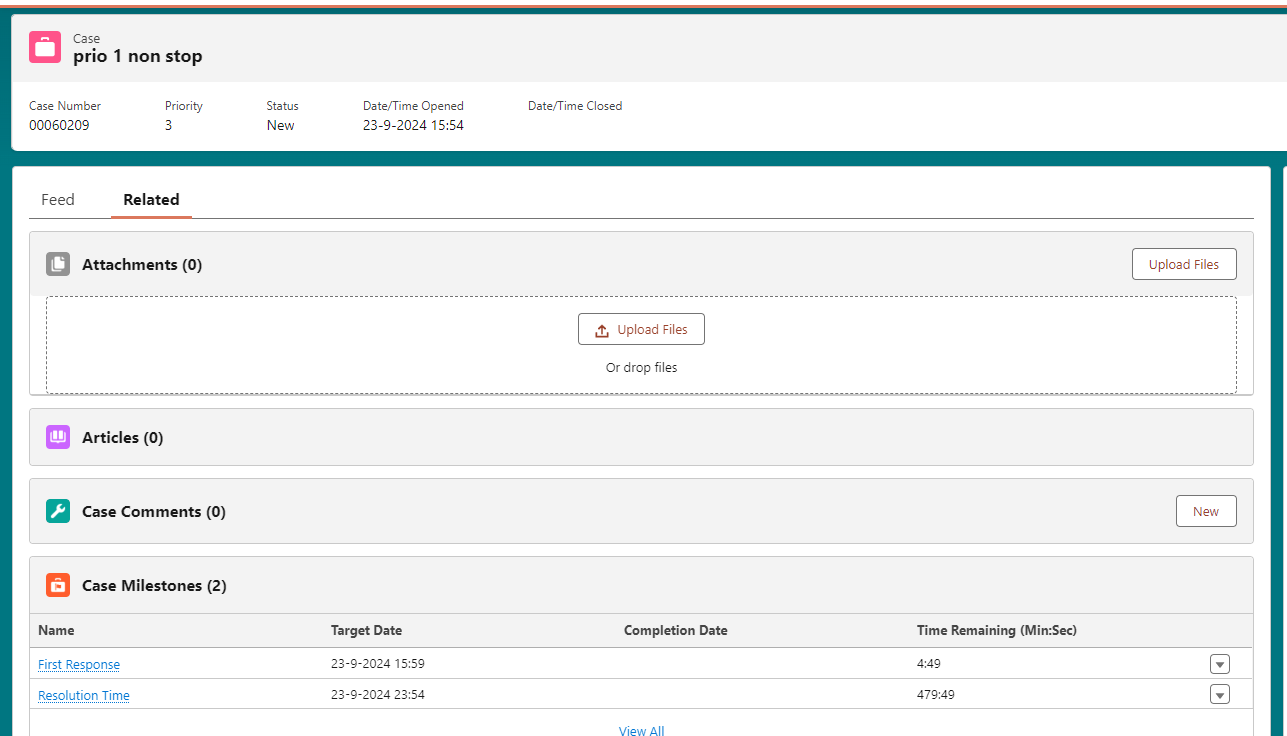 Case
prio 1 non stop
Case Number Priority Status Date/Time Opened Date/Time Closed
00060209 3 New 23-9-2024 15:54
Feed Related
Attachments (0) Upload Files
Upload Files
Or drop files
Articles (0)
Case Comments (0) New
Case Milestones (2)
Name Target Date Completion Date Time Remaining (Min:Sec)
First Response 23-9-2024 15:59 4:49
Resolution Time 23-9-2024 23:54 479:49
View All